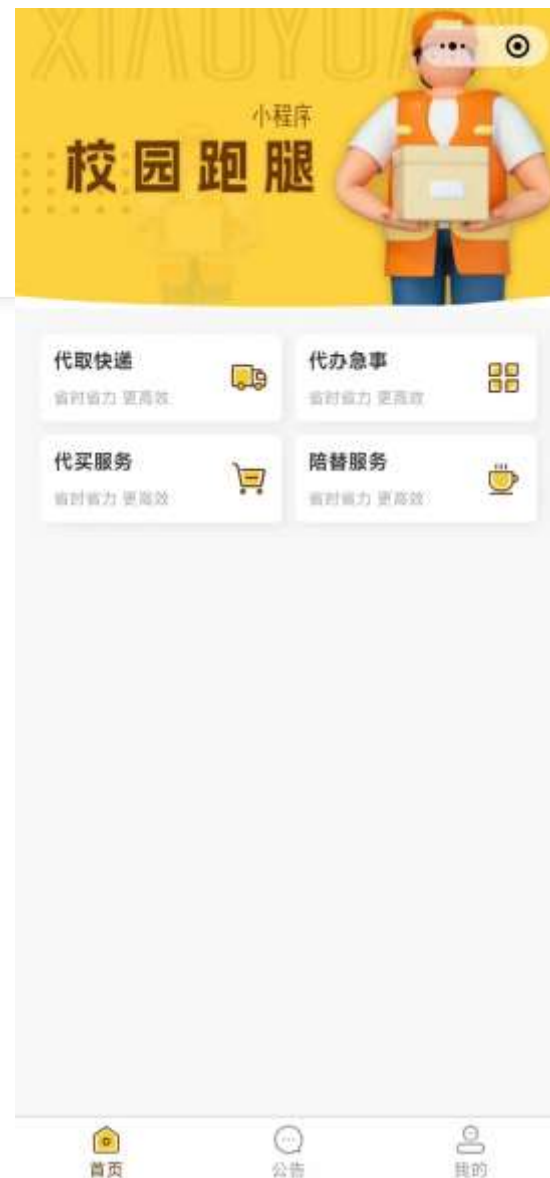 XIAOYUAN
小程序
校园跑腿
代取快递
省时省力 更高效
代办急事
省时省力 更高效
代买服务
省时省力 更高效
陪替服务
省时省力 更高效
首页
公告
我的